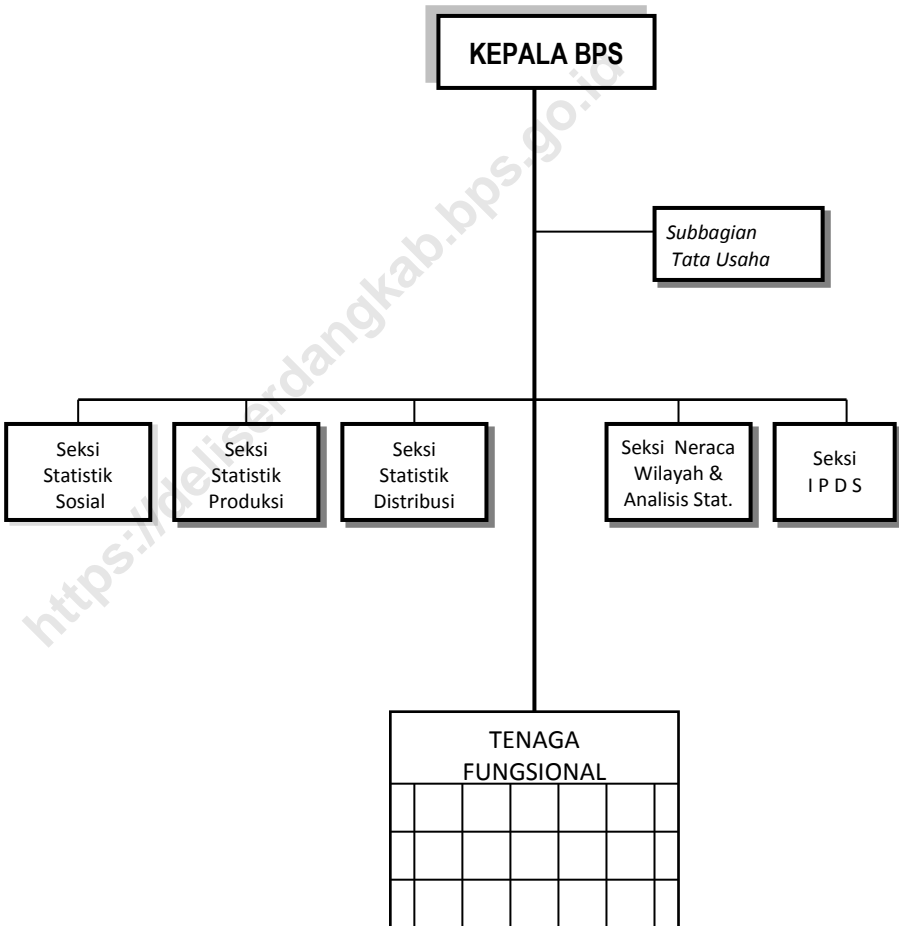 KEPALA BPS
Subbagian
Tata Usaha
Seksi
Statistik
Sosial
Seksi
Statistik
Produksi
Seksi
Statistik
Distribusi
Seksi Neraca
Wilayah &
Analisis Stat.
Seksi
I P D S
TENAGA
FUNGSIONAL
https://deliserdangkab.bps.go.id